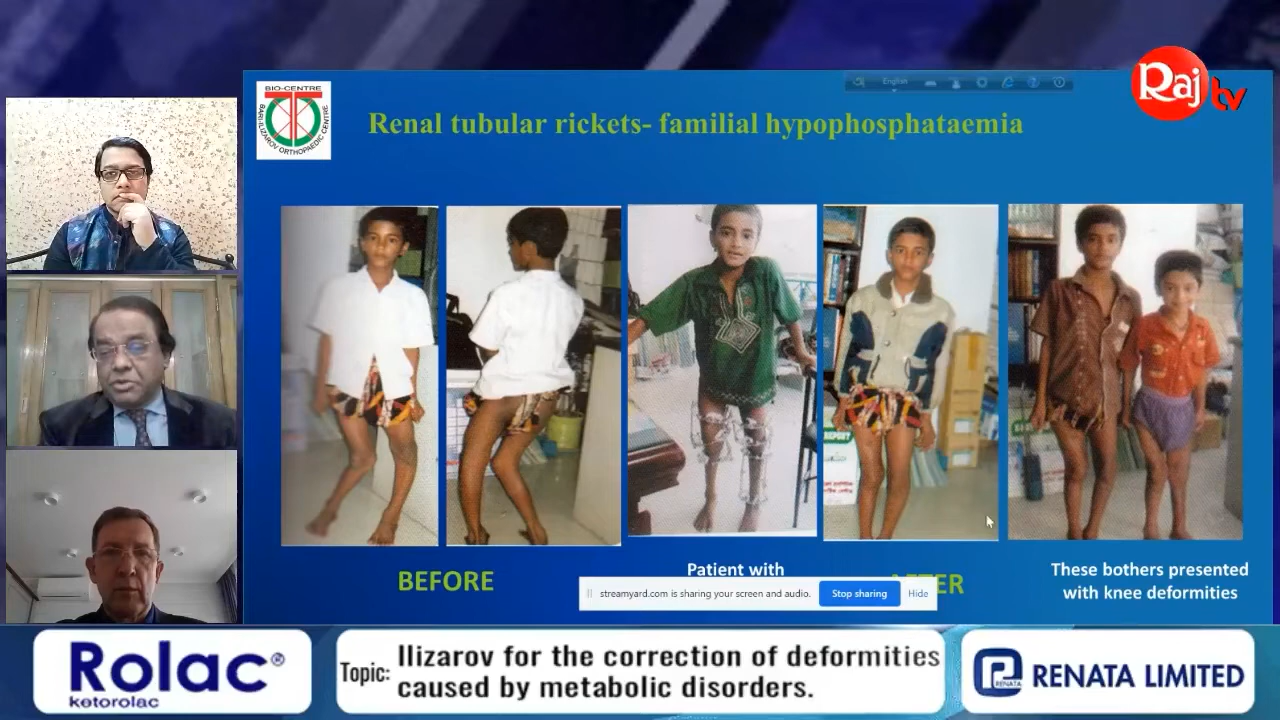 Raj tv
English
BIO-CENTRE
BARI-ILIZAROV ORTHOPAEDIC CENTRE
Renal tubular rickets- familial hypophosphataemia
BEFORE
Patient with
These bothers presented
with knee deformities
streamyard.com is sharing your screen and audio.
Stop sharing
Hide
Rolac®
ketorolac
Topic:
Ilizarov for the correction of deformities
caused by metabolic disorders.
RENATA
RENATA LIMITED